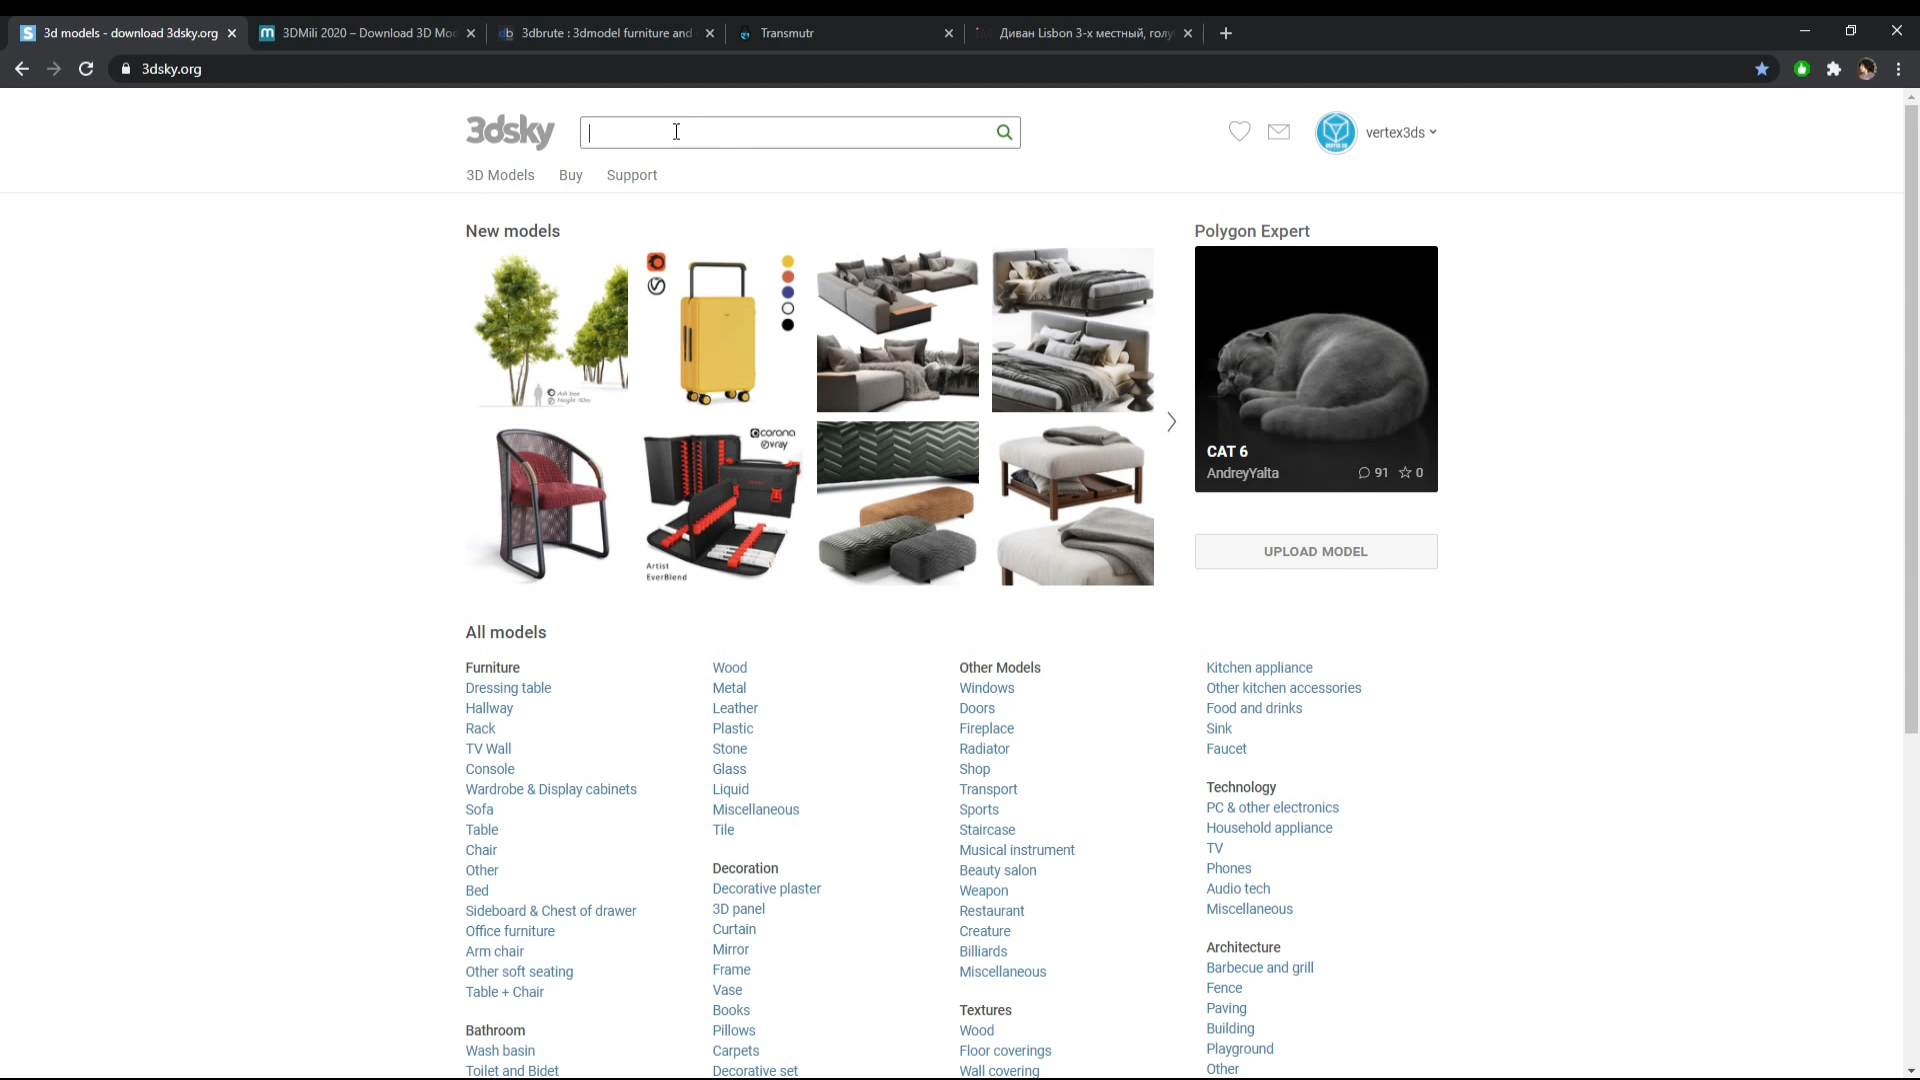 3d models - download 3dsky.org
3DMili 2020 – Download 3D Mod
3dbrute : 3dmodel furniture and
Transmutr
Диван Lisbon 3-х местный, голу
3dsky.org
3dsky
vertex3ds
3D Models Buy Support
New models
Polygon Expert
Ash tree
corona
vray
Artist
EverBlend
CAT 6
AndreyYalta 91 0
UPLOAD MODEL
All models
Furniture
Dressing table
Hallway
Rack
TV Wall
Console
Wardrobe & Display cabinets
Sofa
Table
Chair
Other
Bed
Sideboard & Chest of drawer
Office furniture
Arm chair
Other soft seating
Table + Chair
Bathroom
Wash basin
Toilet and Bidet
Wood
Metal
Leather
Plastic
Stone
Glass
Liquid
Miscellaneous
Tile
Decoration
Decorative plaster
3D panel
Curtain
Mirror
Frame
Vase
Books
Pillows
Carpets
Decorative set
Other Models
Windows
Doors
Fireplace
Radiator
Shop
Transport
Sports
Staircase
Musical instrument
Beauty salon
Weapon
Restaurant
Creature
Billiards
Miscellaneous
Textures
Wood
Floor coverings
Wall covering
Kitchen appliance
Other kitchen accessories
Food and drinks
Sink
Faucet
Technology
PC & other electronics
Household appliance
TV
Phones
Audio tech
Miscellaneous
Architecture
Barbecue and grill
Fence
Paving
Building
Playground
Other